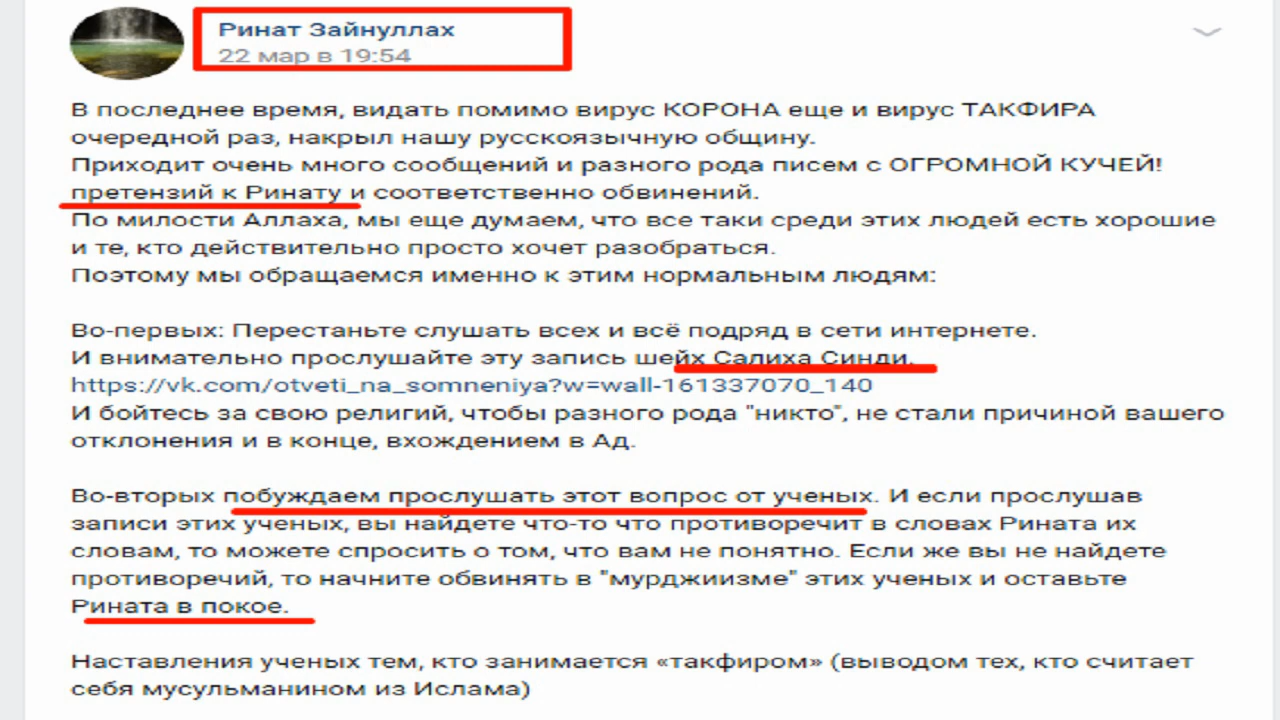 Ринат Зайнуллах
22 мар в 19:54
В последнее время, видать помимо вирус КОРОНА еще и вирус ТАКФИРА
очередной раз, накрыл нашу русскоязычную общину.
Приходит очень много сообщений и разного рода писем с ОГРОМНОЙ КУЧЕЙ!
претензий к Ринату и соответственно обвинений.
По милости Аллаха, мы еще думаем, что все таки среди этих людей есть хорошие
и те, кто действительно просто хочет разобраться.
Поэтому мы обращаемся именно к этим нормальным людям:
Во-первых: Перестаньте слушать всех и всё подряд в сети интернете.
И внимательно прослушайте эту запись шейх Салиха Синди.
https://vk.com/otveti_na_somneniya?w=wall-161337070_140
И бойтесь за свою религий, чтобы разного рода "никто", не стали причиной вашего
отклонения и в конце, вхождением в Ад.
Во-вторых побуждаем прослушать этот вопрос от ученых. И если прослушав
записи этих ученых, вы найдете что-то что противоречит в словах Рината их
словам, то можете спросить о том, что вам не понятно. Если же вы не найдете
противоречий, то начните обвинять в "мурджиизме" этих ученых и оставьте
Рината в покое.
Наставления ученых тем, кто занимается «такфиром» (выводом тех, кто считает
себя мусульманином из Ислама)